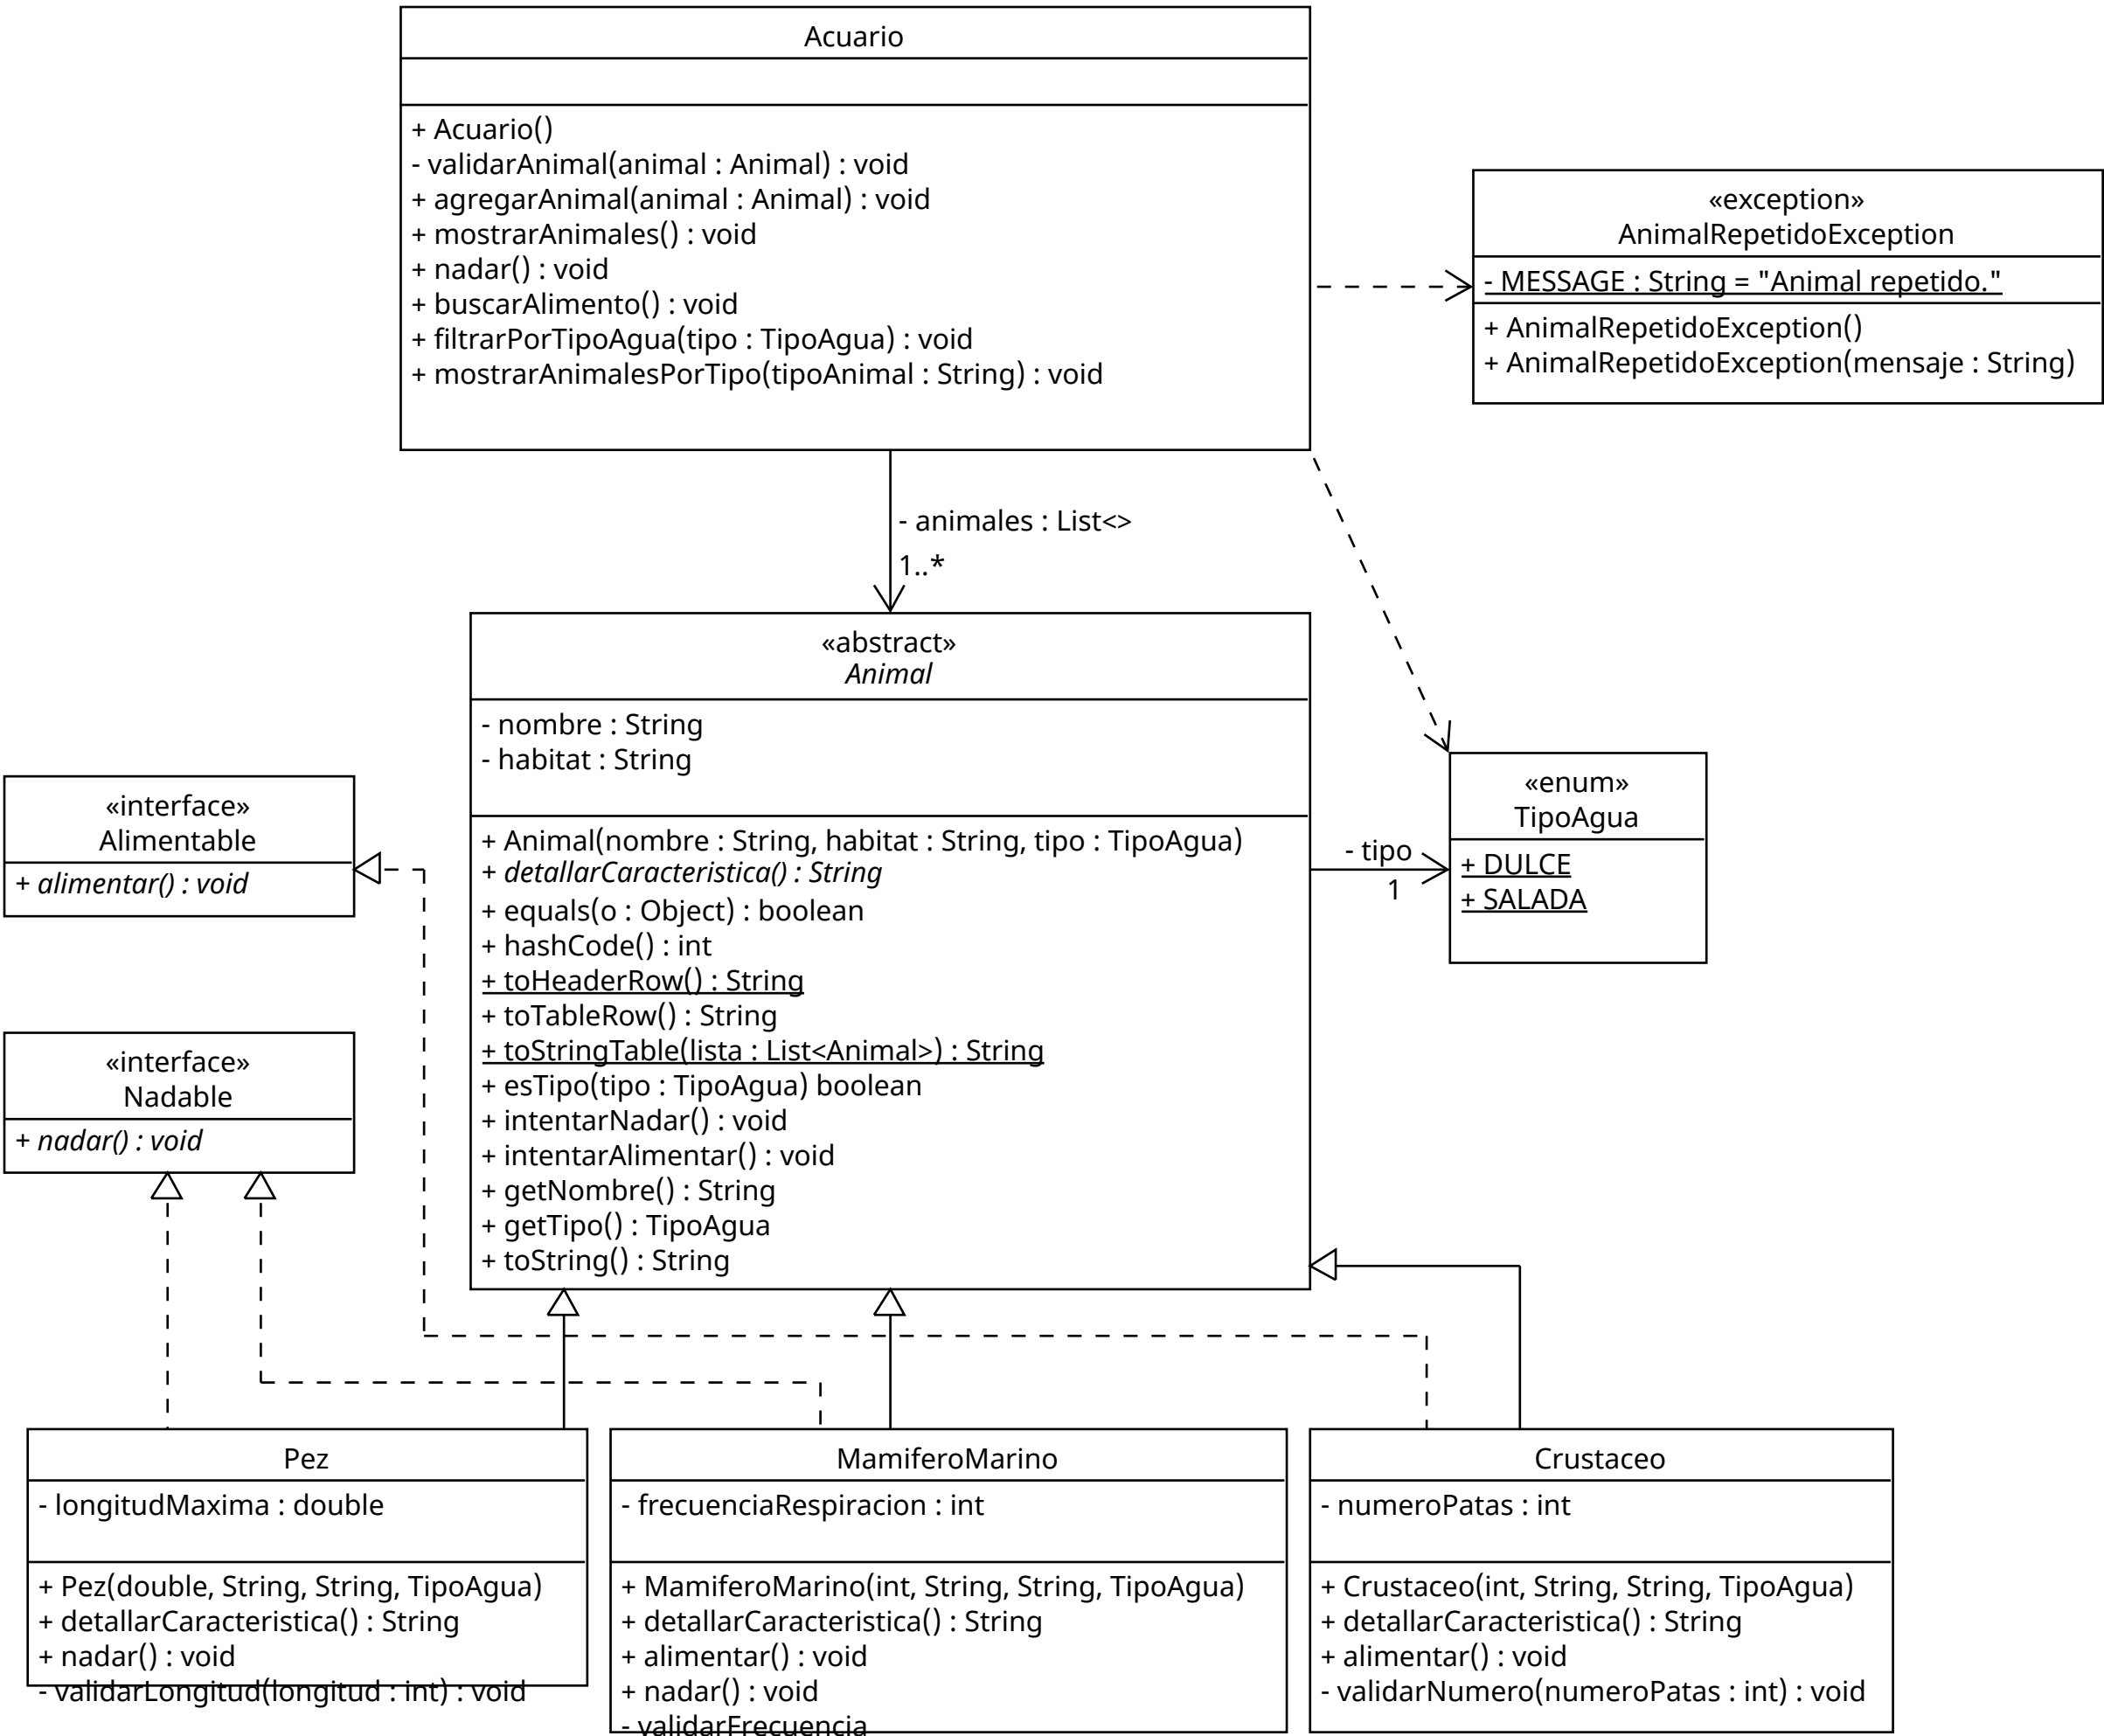 Acuario
+ Acuario()
- validarAnimal(animal : Animal) : void
+ agregarAnimal(animal : Animal) : void
+ mostrarAnimales() : void
+ nadar() : void
+ buscarAlimento() : void
+ filtrarPorTipoAgua(tipo : TipoAgua) : void
+ mostrarAnimalesPorTipo(tipoAnimal : String) : void
«exception»
AnimalRepetidoException
- MESSAGE : String = "Animal repetido."
+ AnimalRepetidoException()
+ AnimalRepetidoException(mensaje : String)
- animales : List<>
1..*
«abstract»
Animal
- nombre : String
- habitat : String
+ Animal(nombre : String, habitat : String, tipo : TipoAgua)
+ detallarCaracteristica() : String
+ equals(o : Object) : boolean
+ hashCode() : int
+ toHeaderRow() : String
+ toTableRow() : String
+ toStringTable(lista : List<Animal>) : String
+ esTipo(tipo : TipoAgua) boolean
+ intentarNadar() : void
+ intentarAlimentar() : void
+ getNombre() : String
+ getTipo() : TipoAgua
+ toString() : String
- tipo
1
«enum»
TipoAgua
+ DULCE
+ SALADA
«interface»
Alimentable
+ alimentar() : void
«interface»
Nadable
+ nadar() : void
Pez
- longitudMaxima : double
+ Pez(double, String, String, TipoAgua)
+ detallarCaracteristica() : String
+ nadar() : void
- validarLongitud(longitud : int) : void
MamiferoMarino
- frecuenciaRespiracion : int
+ MamiferoMarino(int, String, String, TipoAgua)
+ detallarCaracteristica() : String
+ alimentar() : void
+ nadar() : void
- validarFrecuencia
Crustaceo
- numeroPatas : int
+ Crustaceo(int, String, String, TipoAgua)
+ detallarCaracteristica() : String
+ alimentar() : void
- validarNumero(numeroPatas : int) : void